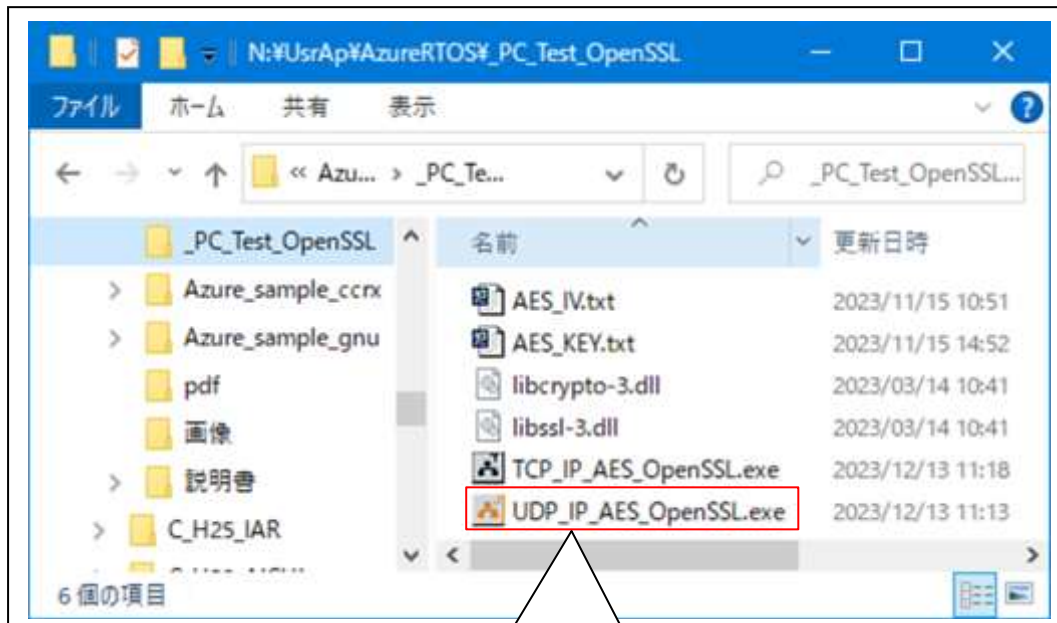 N:¥UsrAp¥AzureRTOS¥_PC_Test_OpenSSL
ファイル ホーム 共有 表示
« Azu... › _PC_Te... _PC_Test_OpenSSL...
_PC_Test_OpenSSL
Azure_sample_ccrx
Azure_sample_gnu
pdf
画像
説明書
C_H25_IAR
名前 更新日時
AES_IV.txt 2023/11/15 10:51
AES_KEY.txt 2023/11/15 14:52
libcrypto-3.dll 2023/03/14 10:41
libssl-3.dll 2023/03/14 10:41
TCP_IP_AES_OpenSSL.exe 2023/12/13 11:18
UDP_IP_AES_OpenSSL.exe 2023/12/13 11:13
6 個の項目